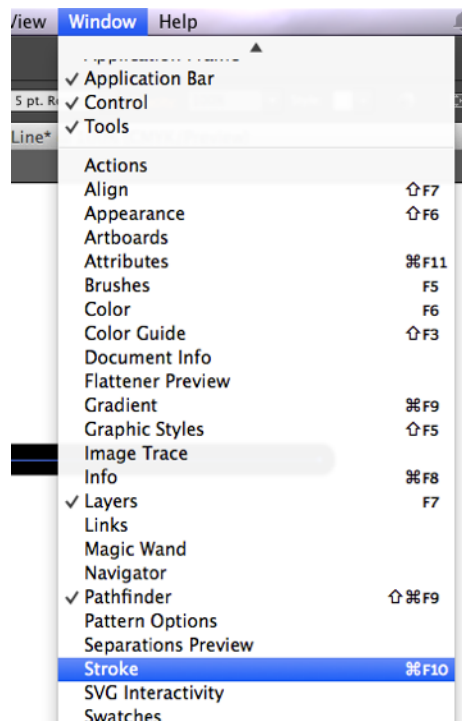 View Window Help
Application Frame
✓ Application Bar
5 pt. R ✓ Control
✓ Tools
Line*
Actions
Align ⇧F7
Appearance ⇧F6
Artboards
Attributes ⌘F11
Brushes F5
Color F6
Color Guide ⇧F3
Document Info
Flattener Preview
Gradient ⌘F9
Graphic Styles ⇧F5
Image Trace
Info ⌘F8
✓ Layers F7
Links
Magic Wand
Navigator
✓ Pathfinder ⇧⌘F9
Pattern Options
Separations Preview
Stroke ⌘F10
SVG Interactivity
Swatches